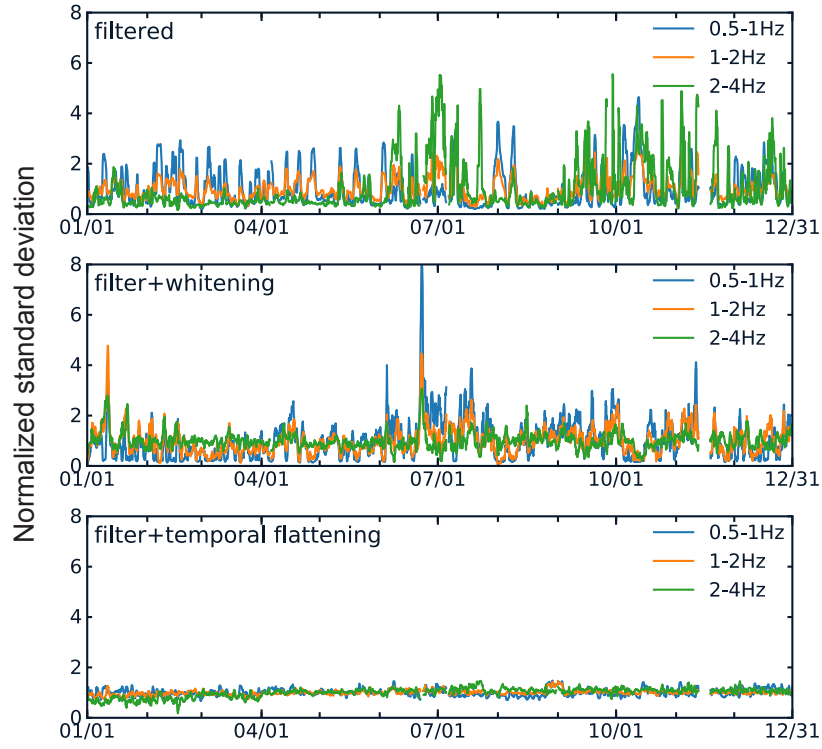 Normalized standard deviation
filtered
0.5-1Hz
1-2Hz
2-4Hz
8
6
4
2
0
01/01 04/01 07/01 10/01 12/31
filter+whitening
0.5-1Hz
1-2Hz
2-4Hz
8
6
4
2
0
01/01 04/01 07/01 10/01 12/31
filter+temporal flattening
0.5-1Hz
1-2Hz
2-4Hz
8
6
4
2
0
01/01 04/01 07/01 10/01 12/31